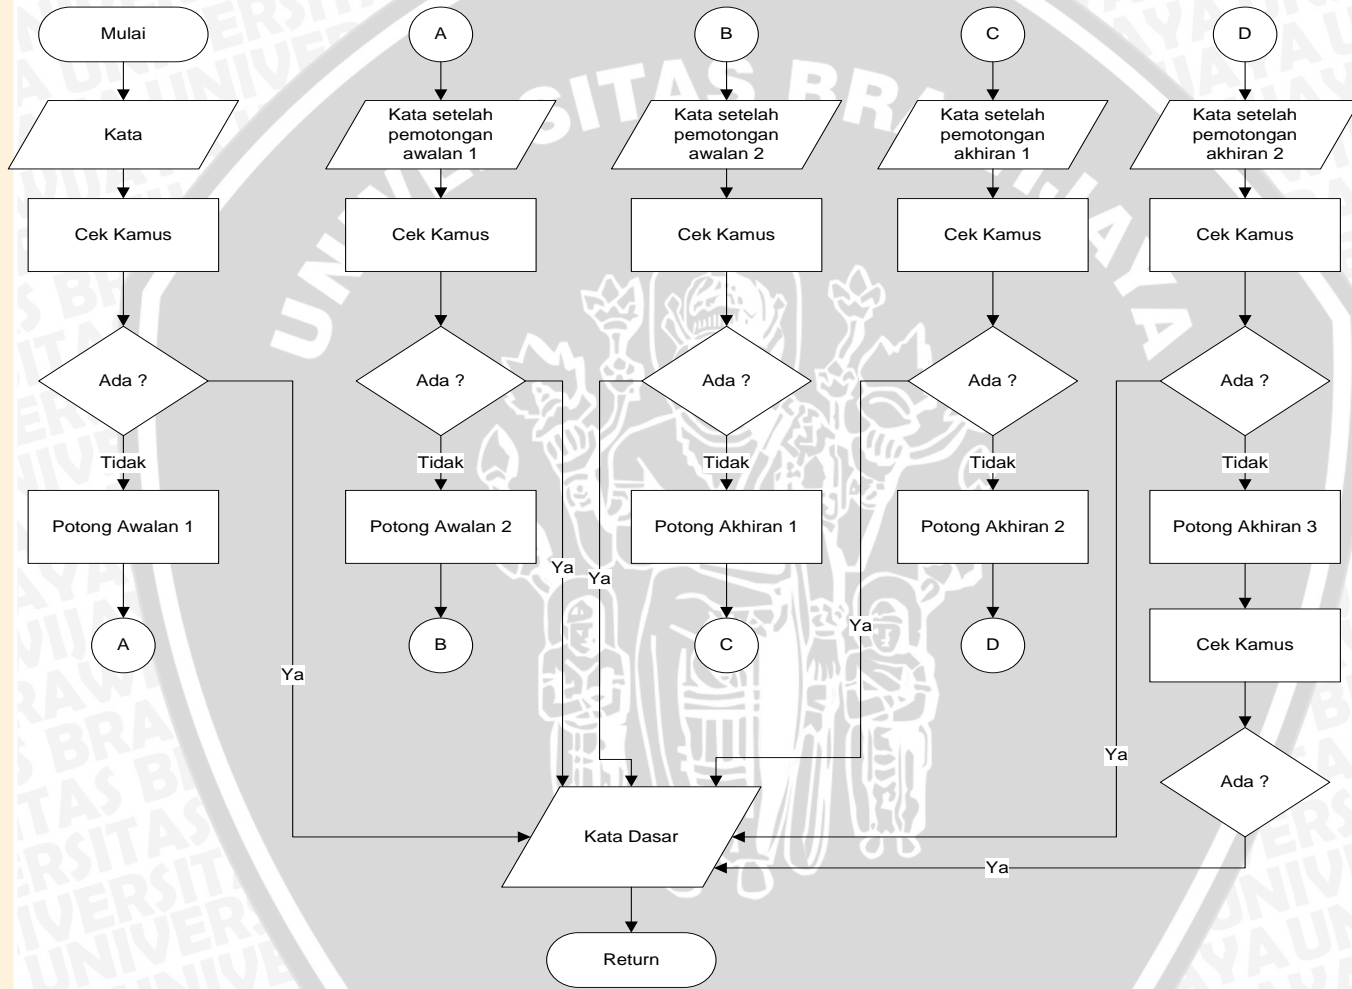 Mulai
A
B
C
D
Kata
Kata setelah
pemotongan
awalan 1
Kata setelah
pemotongan
awalan 2
Kata setelah
pemotongan
akhiran 1
Kata setelah
pemotongan
akhiran 2
Cek Kamus
Cek Kamus
Cek Kamus
Cek Kamus
Cek Kamus
Ada ?
Ada ?
Ada ?
Ada ?
Ada ?
Tidak
Tidak
Tidak
Tidak
Tidak
Potong Awalan 1
Potong Awalan 2
Potong Akhiran 1
Potong Akhiran 2
Potong Akhiran 3
Ya
Ya
Ya
A
B
C
D
Cek Kamus
Ya
Ya
Ada ?
Kata Dasar
Ya
Return